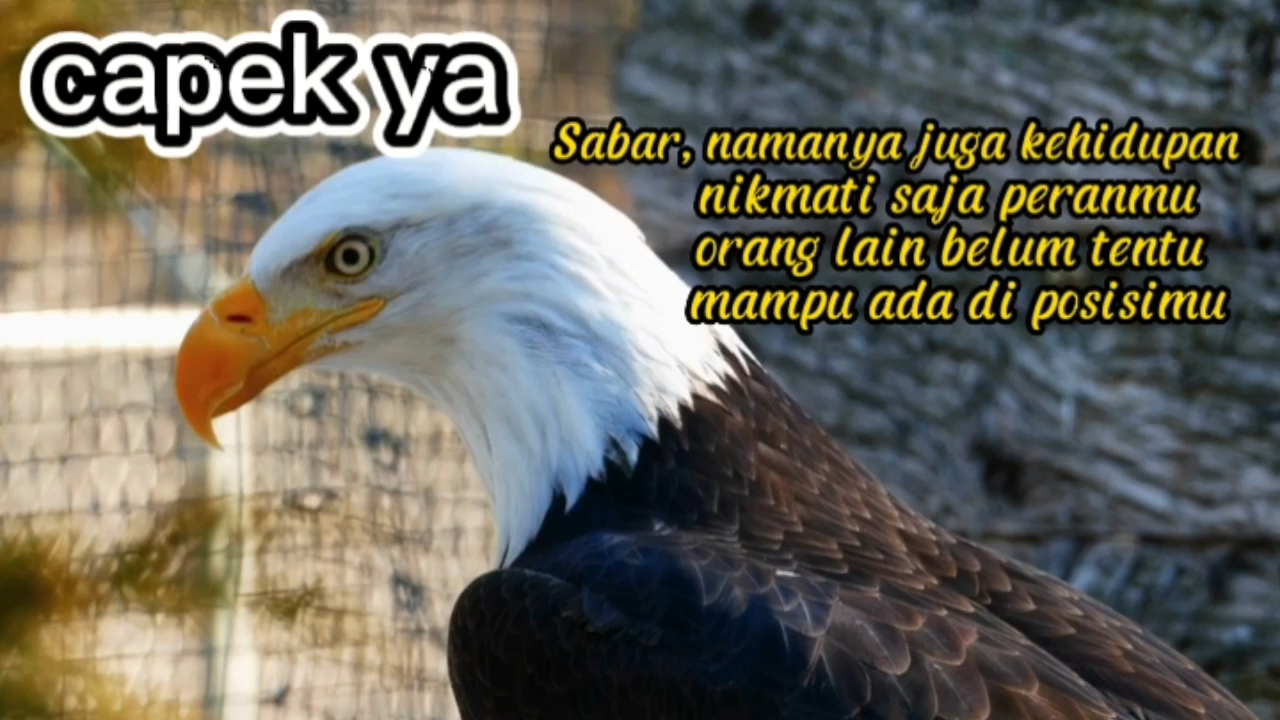 capek ya
Sabar, namanya juga kehidupan
nikmati saja peranmu
orang lain belum tentu
mampu ada di posisimu